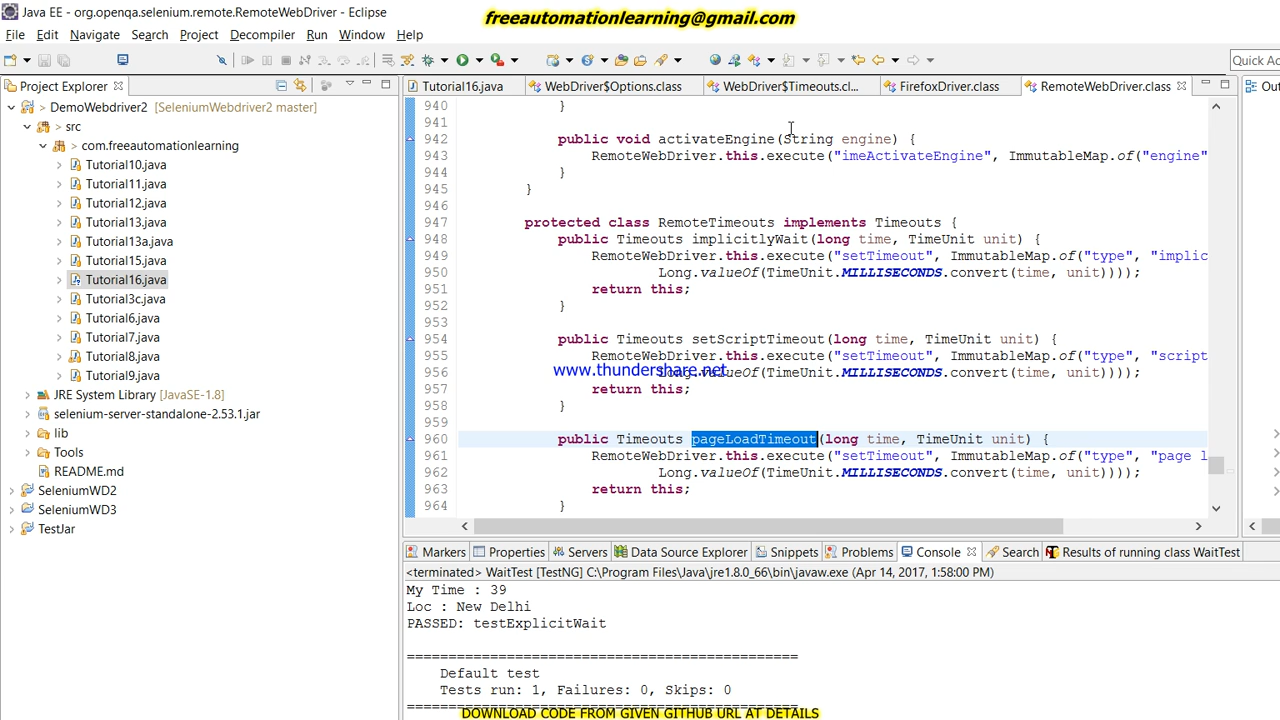 Java EE - org.openqa.selenium.remote.RemoteWebDriver - Eclipse
freeautomationlearning@gmail.com
File Edit Navigate Search Project Decompiler Run Window Help
Quick Ac
Project Explorer
Tutorial16.java WebDriver$Options.class WebDriver$Timeouts.cl... FirefoxDriver.class RemoteWebDriver.class Out
DemoWebdriver2 [SeleniumWebdriver2 master]
src
com.freeautomationlearning
Tutorial10.java
Tutorial11.java
Tutorial12.java
Tutorial13.java
Tutorial13a.java
Tutorial15.java
Tutorial16.java
Tutorial3c.java
Tutorial6.java
Tutorial7.java
Tutorial8.java
Tutorial9.java
JRE System Library [JavaSE-1.8]
selenium-server-standalone-2.53.1.jar
lib
Tools
README.md
SeleniumWD2
SeleniumWD3
TestJar
940 }
941
942 public void activateEngine(String engine) {
943 RemoteWebDriver.this.execute("imeActivateEngine", ImmutableMap.of("engine"
944 }
945 }
946
947 protected class RemoteTimeouts implements Timeouts {
948 public Timeouts implicitlyWait(long time, TimeUnit unit) {
949 RemoteWebDriver.this.execute("setTimeout", ImmutableMap.of("type", "implic
950 Long.valueOf(TimeUnit.MILLISECONDS.convert(time, unit))));
951 return this;
952 }
953
954 public Timeouts setScriptTimeout(long time, TimeUnit unit) {
955 RemoteWebDriver.this.execute("setTimeout", ImmutableMap.of("type", "script
www.thundershare.net
956 Long.valueOf(TimeUnit.MILLISECONDS.convert(time, unit))));
957 return this;
958 }
959
960 public Timeouts pageLoadTimeout(long time, TimeUnit unit) {
961 RemoteWebDriver.this.execute("setTimeout", ImmutableMap.of("type", "page l
962 Long.valueOf(TimeUnit.MILLISECONDS.convert(time, unit))));
963 return this;
964 }
Markers Properties Servers Data Source Explorer Snippets Problems Console Search Results of running class WaitTest
<terminated> WaitTest [TestNG] C:\Program Files\Java\jre1.8.0_66\bin\javaw.exe (Apr 14, 2017, 1:58:00 PM)
My Time : 39
Loc : New Delhi
PASSED: testExplicitWait
===============================================
Default test
Tests run: 1, Failures: 0, Skips: 0
===============================================
DOWNLOAD CODE FROM GIVEN GITHUB URL AT DETAILS